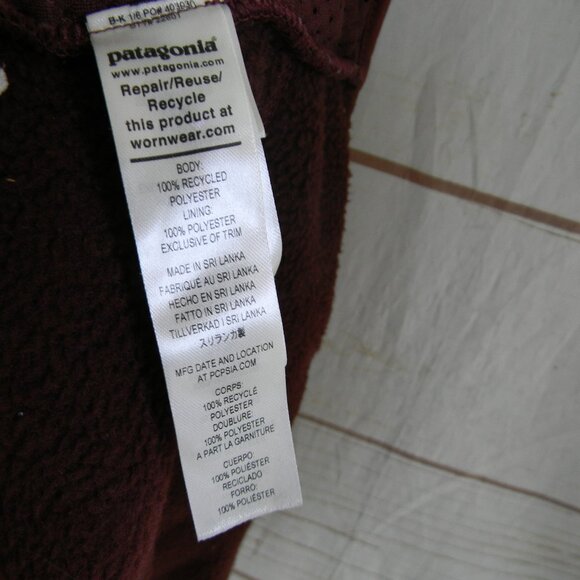 patagonia
www.patagonia.com
Repair/Reuse/
Recycle
this product at
wornwear.com
BODY:
100% RECYCLED
POLYESTER
LINING:
100% POLYESTER
EXCLUSIVE OF TRIM
MADE IN SRI LANKA
FABRIQUÉ AU SRI LANKA
HECHO EN SRI LANKA
FATTO IN SRI LANKA
TILLVERKAD I SRI LANKA
スリランカ製
MFG DATE AND LOCATION
AT PCPSIA.COM
CORPS:
100% RECYCLÉ
POLYESTER
DOUBLURE:
100% POLYESTER
A PART LA GARNITURE
CUERPO:
100% POLIÉSTER
RECICLADO
FORRO:
100% POLIÉSTER